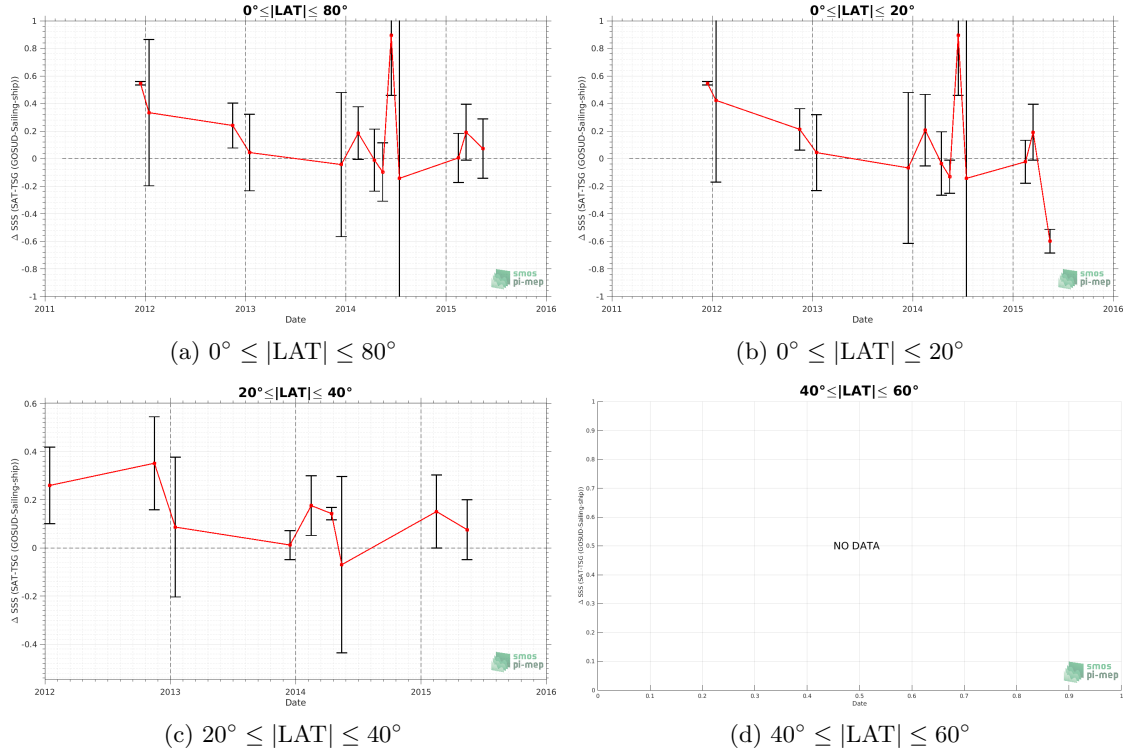 0°≤|LAT|≤ 80°
Δ SSS (SAT-TSG (GOSUD-Sailing-ship))
1
0.8
0.6
0.4
0.2
0
-0.2
-0.4
-0.6
-0.8
-1
2011 2012 2013 2014 2015 2016
Date
smos
pi-mep
(a) 0° ≤ |LAT| ≤ 80°
0°≤|LAT|≤ 20°
Δ SSS (SAT-TSG (GOSUD-Sailing-ship))
1
0.8
0.6
0.4
0.2
0
-0.2
-0.4
-0.6
-0.8
-1
2011 2012 2013 2014 2015 2016
Date
smos
pi-mep
(b) 0° ≤ |LAT| ≤ 20°
20°≤|LAT|≤ 40°
Δ SSS (SAT-TSG (GOSUD-Sailing-ship))
0.6
0.4
0.2
0
-0.2
-0.4
2012 2013 2014 2015 2016
Date
smos
pi-mep
(c) 20° ≤ |LAT| ≤ 40°
40°≤|LAT|≤ 60°
Δ SSS (SAT-TSG (GOSUD-Sailing-ship))
1
0.9
0.8
0.7
0.6
0.5
0.4
0.3
0.2
0.1
0
NO DATA
0 0.1 0.2 0.3 0.4 0.5 0.6 0.7 0.8 0.9 1
Date
smos
pi-mep
(d) 40° ≤ |LAT| ≤ 60°